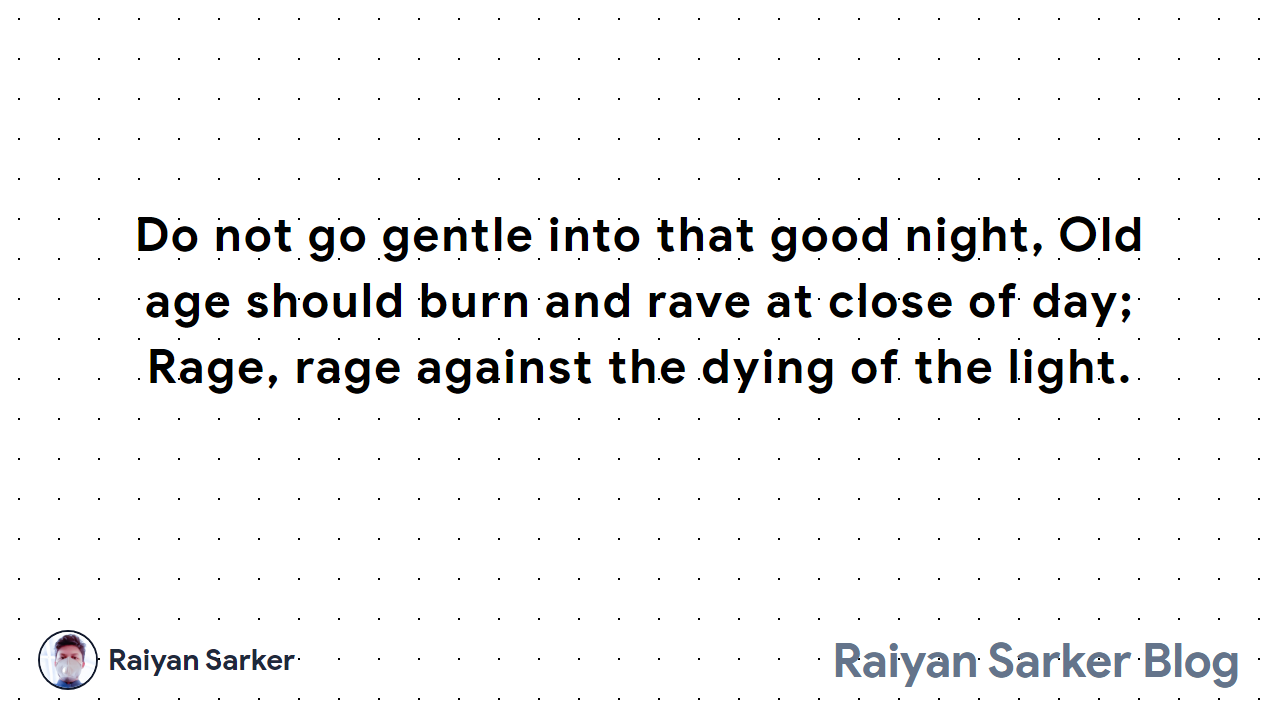 Do not go gentle into that good night, Old
age should burn and rave at close of day;
Rage, rage against the dying of the light.
Raiyan Sarker
Raiyan Sarker Blog